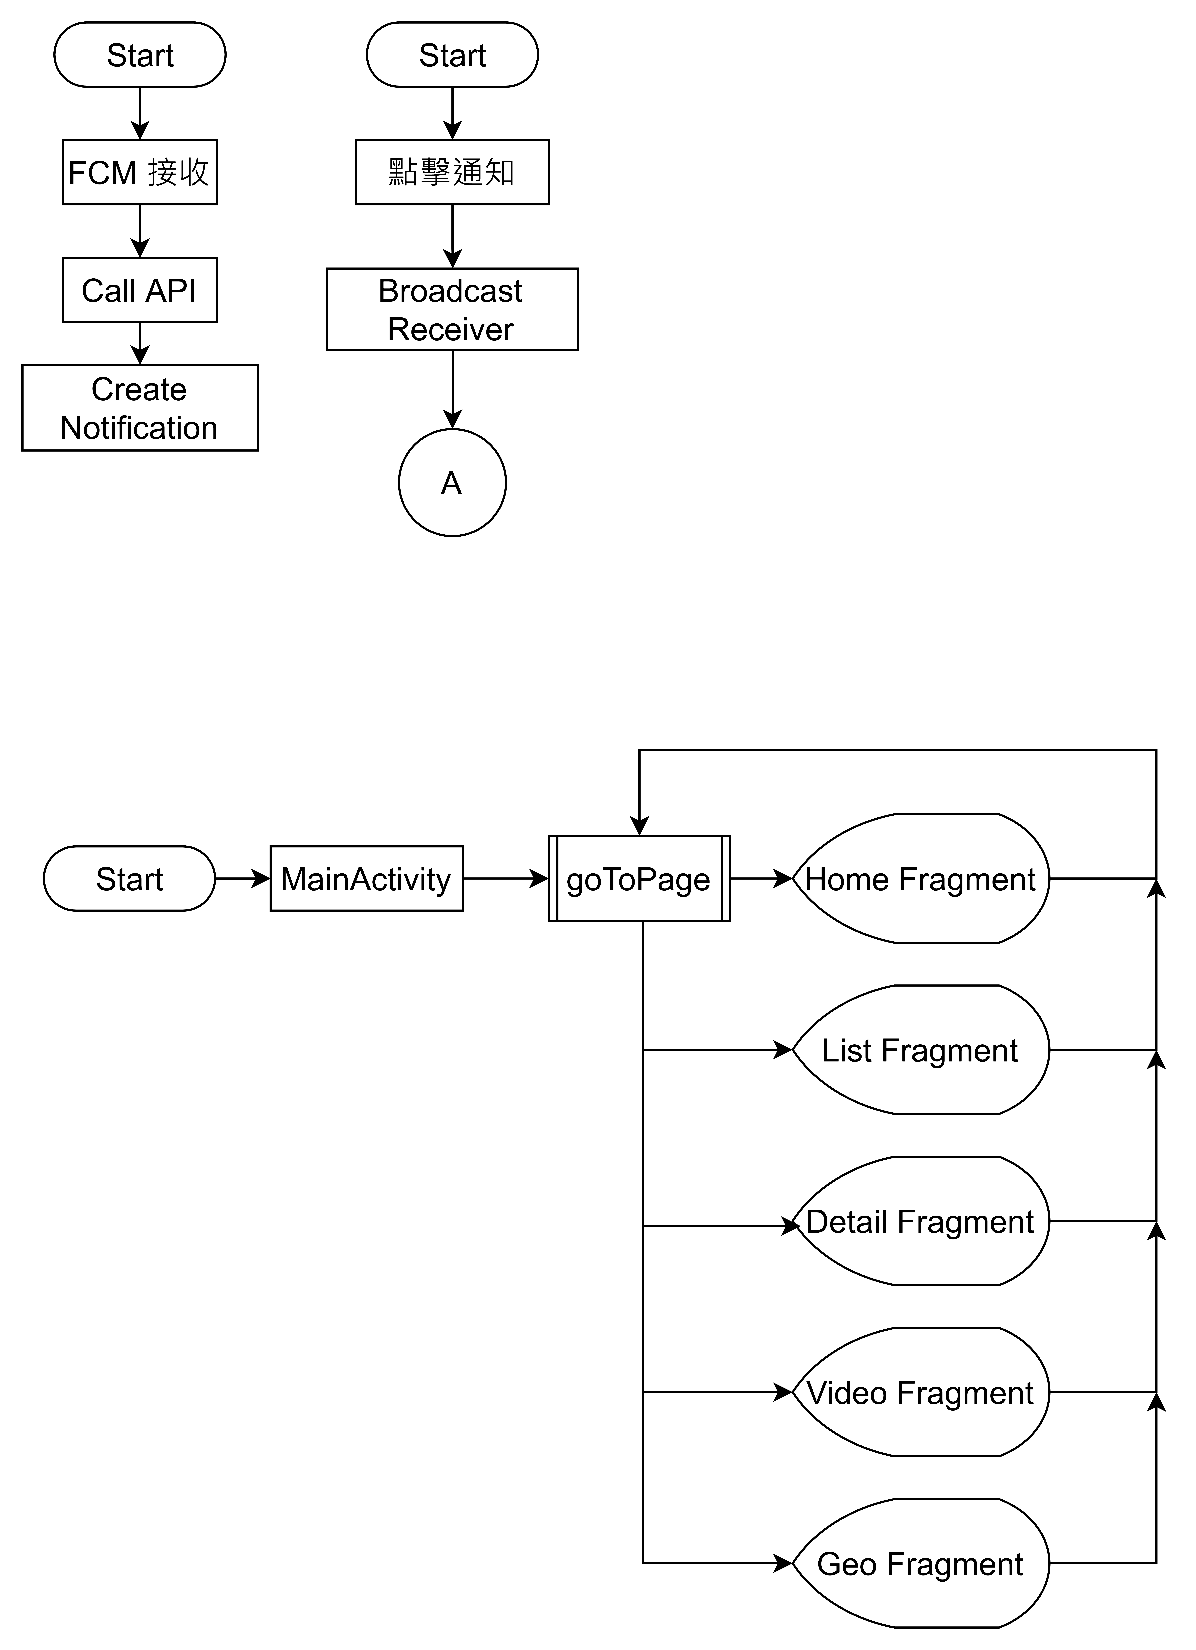 Start
FCM 接收
Call API
Create
Notification
Start
點擊通知
Broadcast
Receiver
A
Start
MainActivity
goToPage
Home Fragment
List Fragment
Detail Fragment
Video Fragment
Geo Fragment